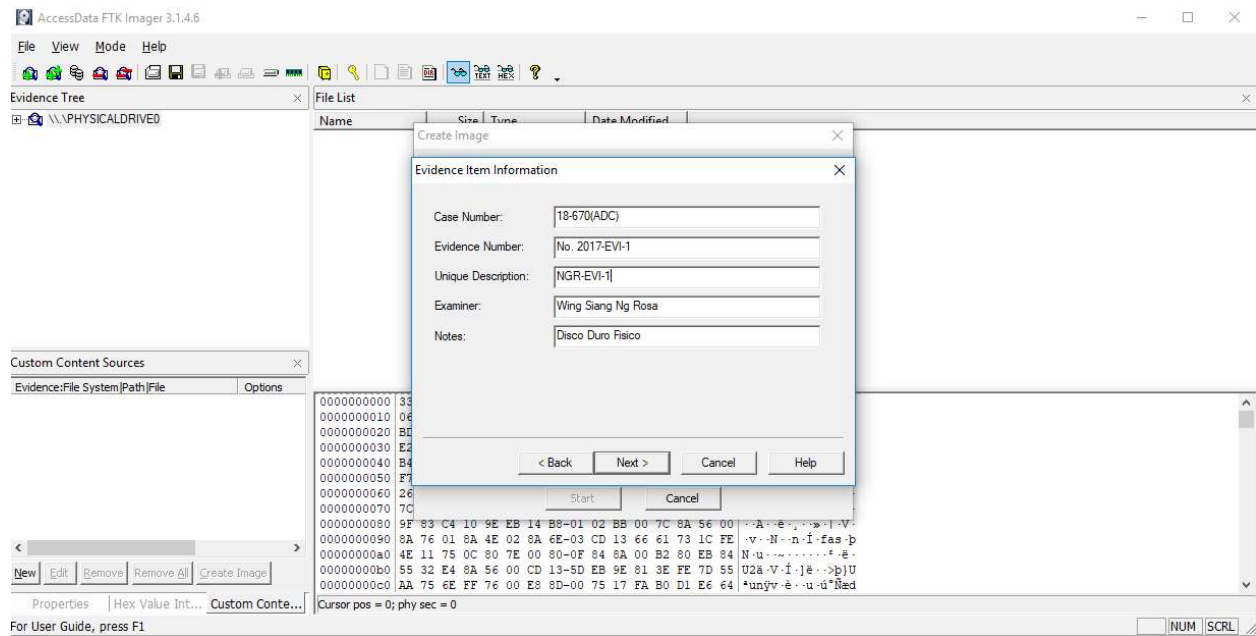 AccessData FTK Imager 3.1.4.6
File View Mode Help
Evidence Tree
File List
\\.\PHYSICALDRIVE0
Name Size Type Date Modified
Create Image
Evidence Item Information
Case Number: 18-670(ADC)
Evidence Number: No. 2017-EVI-1
Unique Description: NGR-EVI-1
Examiner: Wing Siang Ng Rosa
Notes: Disco Duro Fisico
< Back Next > Cancel Help
Start Cancel
Custom Content Sources
Evidence:File System|Path|File Options
New Edit Remove Remove All Create Image
Properties Hex Value Int... Custom Conte...
0000000000 33
0000000010 06
0000000020 BD
0000000030 E2
0000000040 B4
0000000050 F7
0000000060 26
0000000070 7C
0000000080 9F 83 C4 10 9E EB 14 B8-01 02 BB 00 7C 8A 56 00
0000000090 8A 76 01 8A 4E 02 8A 6E-03 CD 13 66 61 73 1C FE
00000000a0 4E 11 75 0C 80 7E 00 80-0F 84 8A 00 B2 80 EB 84
00000000b0 55 32 E4 8A 56 00 CD 13-5D EB 9E 81 3E FE 7D 55
00000000c0 AA 75 6E FF 76 00 E8 8D-00 75 17 FA B0 D1 E6 64
Cursor pos = 0; phy sec = 0
For User Guide, press F1
NUM SCRL